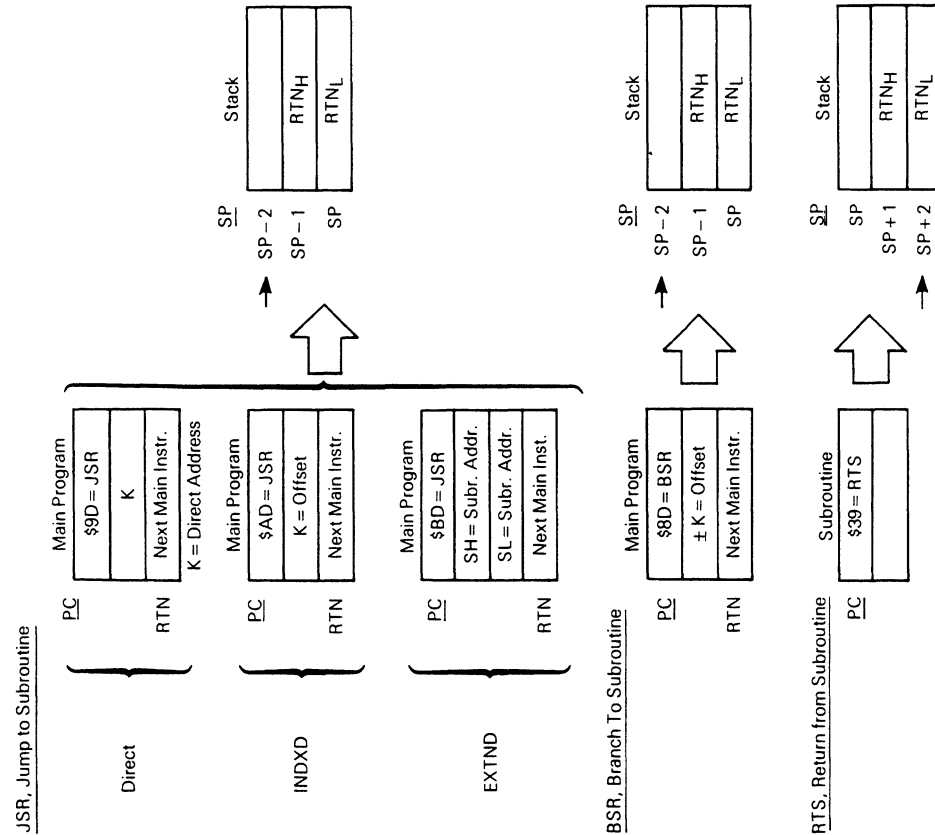 JSR, Jump to Subroutine
Direct
PC
RTN
Main Program
$9D = JSR
K
Next Main Instr.
K = Direct Address
INDXD
PC
RTN
Main Program
$AD = JSR
K = Offset
Next Main Instr.
EXTND
PC
RTN
Main Program
$BD = JSR
SH = Subr. Addr.
SL = Subr. Addr.
Next Main Inst.
SP
Stack
SP − 2
SP − 1
RTNH
SP
RTNL
BSR, Branch To Subroutine
PC
RTN
Main Program
$8D = BSR
± K = Offset
Next Main Instr.
SP
Stack
SP − 2
SP − 1
RTNH
SP
RTNL
RTS, Return from Subroutine
PC
Subroutine
$39 = RTS
SP
Stack
SP
SP + 1
RTNH
SP + 2
RTNL